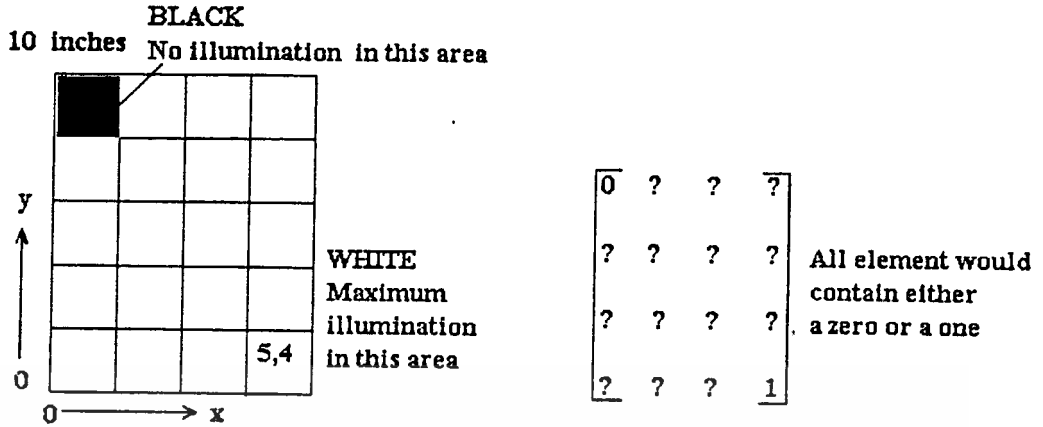 BLACK
10 inches
No illumination in this area
y
0
0
x
WHITE
Maximum
illumination
in this area
5,4
0 ? ? ?
? ? ? ?
? ? ? ?
? ? ? 1
All element would
contain either
a zero or a one